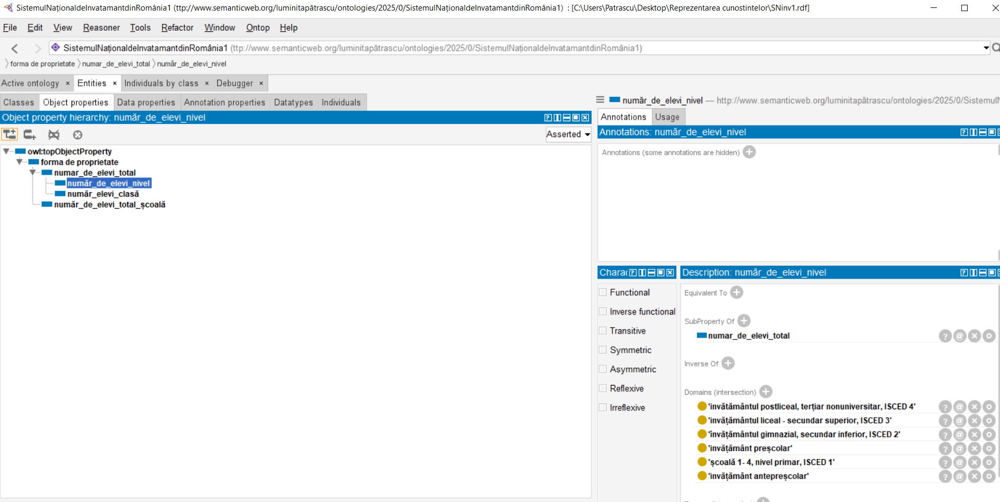 SistemulNaționaldeInvatamantdinRomânia1 (ttp://www.semanticweb.org/luminitapătrascu/ontologies/2025/0/SistemulNaționaldeInvatamantdinRomânia1) : [C:\Users\Patrascu\Desktop\Reprezentarea cunostintelor\SNinv1.rdf]
File Edit View Reasoner Tools Refactor Window Ontop Help
SistemulNaționaldeInvatamantdinRomânia1 (ttp://www.semanticweb.org/luminitapătrascu/ontologies/2025/0/SistemulNaționaldeInvatamantdinRomânia1)
forma de proprietate numar_de_elevi_total număr_de_elevi_nivel
Active ontology × Entities × Individuals by class × Debugger ×
Classes Object properties Data properties Annotation properties Datatypes Individuals
Object property hierarchy: număr_de_elevi_nivel
Asserted
owl:topObjectProperty
forma de proprietate
numar_de_elevi_total
număr_de_elevi_nivel
număr_elevi_clasă
număr_de_elevi_total_școală
număr_de_elevi_nivel — http://www.semanticweb.org/luminitapătrascu/ontologies/2025/0/Sistemul
Annotations Usage
Annotations: număr_de_elevi_nivel
Annotations (some annotations are hidden)
Charac
Functional
Inverse functional
Transitive
Symmetric
Asymmetric
Reflexive
Irreflexive
Description: număr_de_elevi_nivel
Equivalent To
SubProperty Of
numar_de_elevi_total
Inverse Of
Domains (intersection)
'invătământul postliceal, terțiar nonuniversitar, ISCED 4'
'invățământul liceal - secundar superior, ISCED 3'
'învățământul gimnazial, secundar inferior, ISCED 2'
'invățământ preșcolar'
'școală 1- 4, nivel primar, ISCED 1'
'invățământ antepreșcolar'